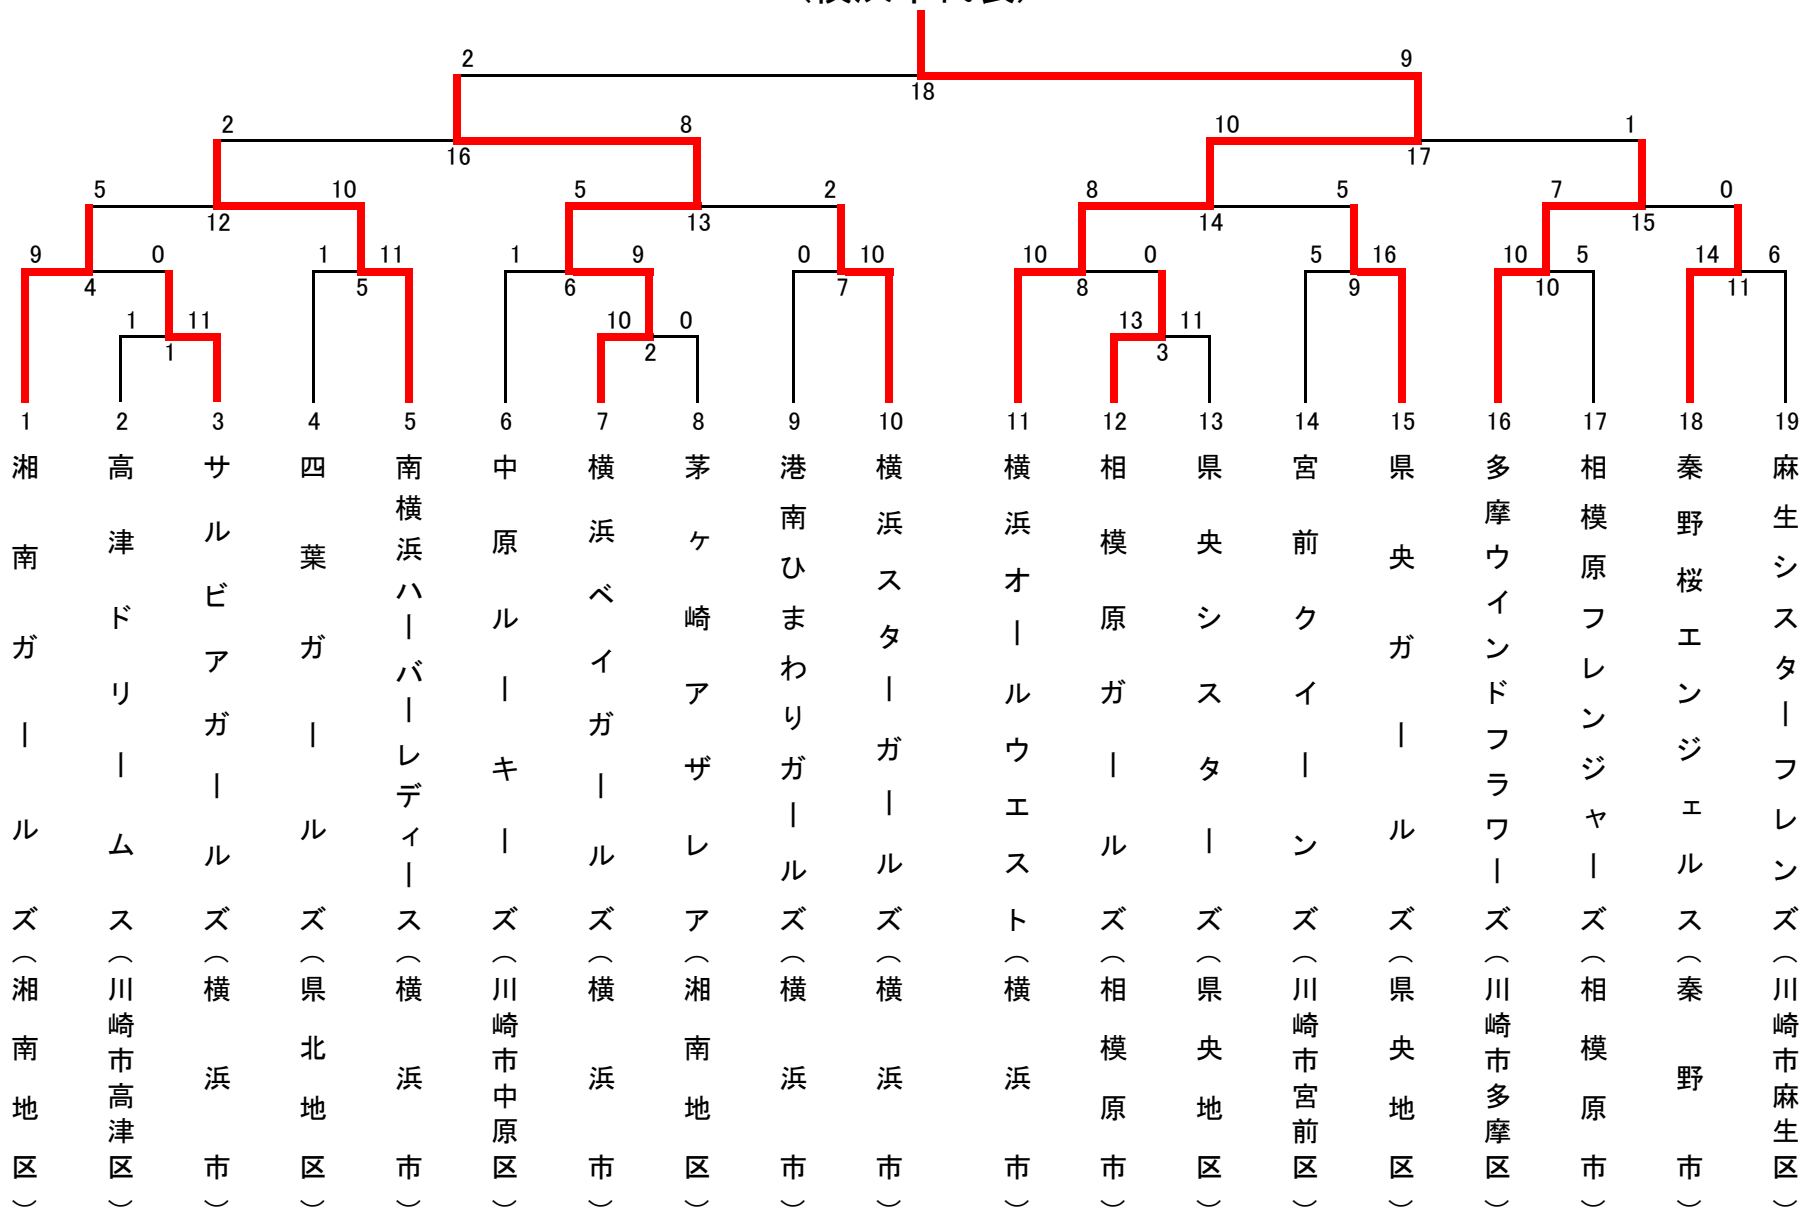 2 9
18
2 8 10 1
16 17
5 10 5 2 8 5 7 0
12 13 14 15
9 0 1 11 1 9 0 10 10 0 5 16 10 5 14 6
4 5 6 7 8 9 10 11
1 11 10 0 13 11
1 2 3
1 2 3 4 5 6 7 8 9 10 11 12 13 14 15 16 17 18 19
湘南ガールズ（湘南地区）
高津ドリームス（川崎市高津区）
サルビアガールズ（横浜市）
四葉ガールズ（県北地区）
南横浜ハーバーレディース（横浜市）
中原ルーキーズ（川崎市中原区）
横浜ベイガールズ（横浜市）
茅ヶ崎アザレア（湘南地区）
港南ひまわりガールズ（横浜市）
横浜スターガールズ（横浜市）
横浜オールウエスト（横浜市）
相模原ガールズ（相模原市）
県央シスターズ（県央地区）
宮前クイーンズ（川崎市宮前区）
県央ガールズ（県央地区）
多摩ウインドフラワーズ（川崎市多摩区）
相模原フレンジャーズ（相模原市）
秦野桜エンジェルス（秦野市）
麻生シスターフレンズ（川崎市麻生区）